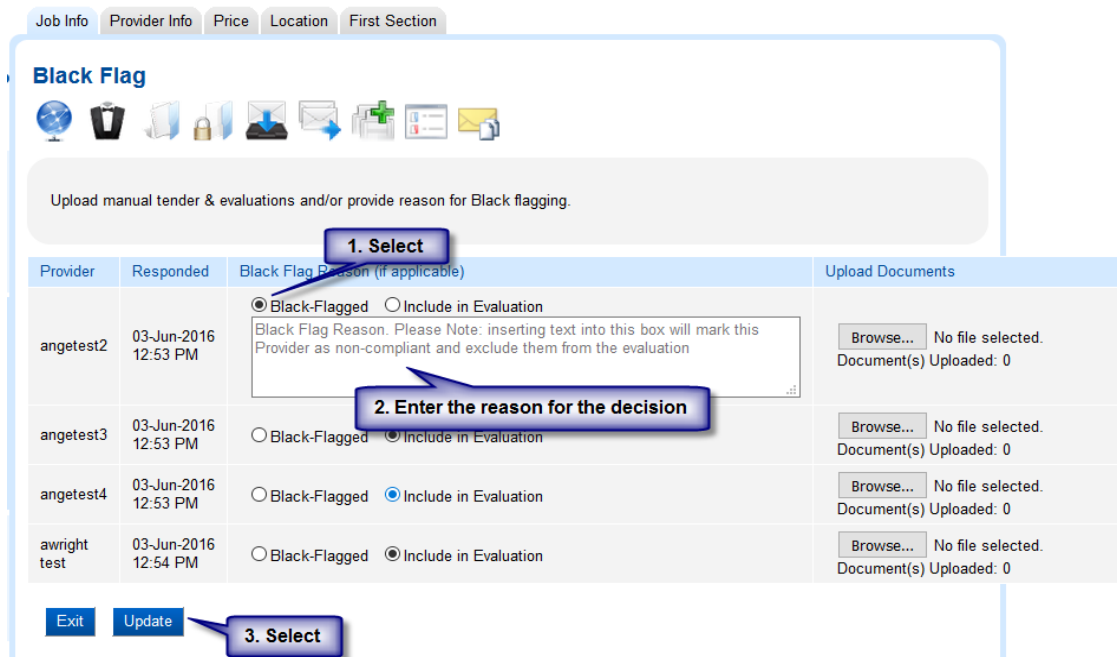 Job Info Provider Info Price Location First Section
Black Flag
Upload manual tender & evaluations and/or provide reason for Black flagging.
1. Select
Provider Responded Black Flag Reason (if applicable) Upload Documents
Black-Flagged Include in Evaluation
angetest2
03-Jun-2016
12:53 PM
Black Flag Reason. Please Note: inserting text into this box will mark this
Provider as non-compliant and exclude them from the evaluation
Browse... No file selected.
Document(s) Uploaded: 0
2. Enter the reason for the decision
angetest3
03-Jun-2016
12:53 PM
Black-Flagged Include in Evaluation
Browse... No file selected.
Document(s) Uploaded: 0
angetest4
03-Jun-2016
12:53 PM
Black-Flagged Include in Evaluation
Browse... No file selected.
Document(s) Uploaded: 0
awright
test
03-Jun-2016
12:54 PM
Black-Flagged Include in Evaluation
Browse... No file selected.
Document(s) Uploaded: 0
Exit Update
3. Select